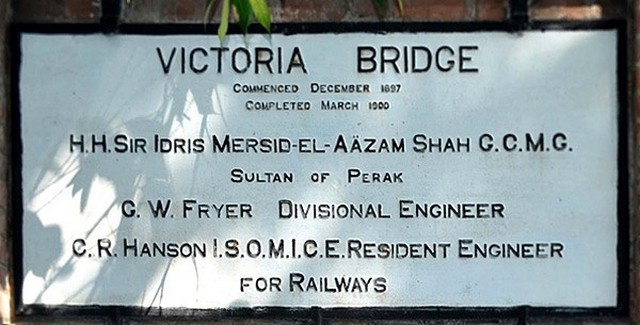 VICTORIA BRIDGE
COMMENCED DECEMBER 1897
COMPLETED MARCH 1900
H.H.SIR IDRIS MERSID-EL-AÄZAM SHAH G.C.M.G.
SULTAN OF PERAK
G. W. FRYER DIVISIONAL ENGINEER
C. R. HANSON I.S.O.M.I.C.E.RESIDENT ENGINEER
FOR RAILWAYS